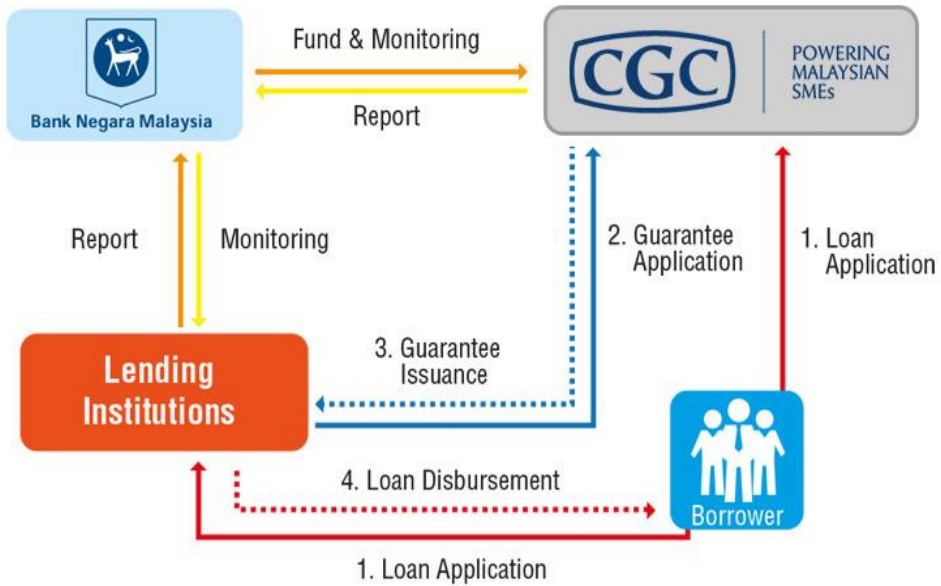 Bank Negara Malaysia
Fund & Monitoring
Report
CGC
POWERING
MALAYSIAN
SMEs
Report
Monitoring
2. Guarantee
Application
1. Loan
Application
Lending
Institutions
3. Guarantee
Issuance
4. Loan Disbursement
Borrower
1. Loan Application